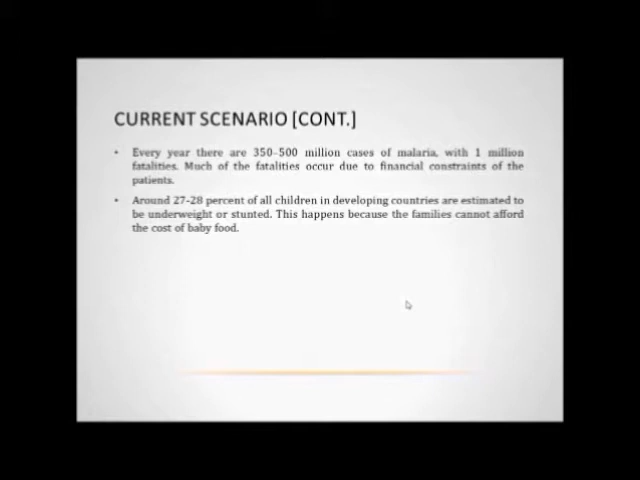 CURRENT SCENARIO [CONT.]
• Every year there are 350–500 million cases of malaria, with 1 million
fatalities. Much of the fatalities occur due to financial constraints of the
patients.
• Around 27-28 percent of all children in developing countries are estimated to
be underweight or stunted. This happens because the families cannot afford
the cost of baby food.